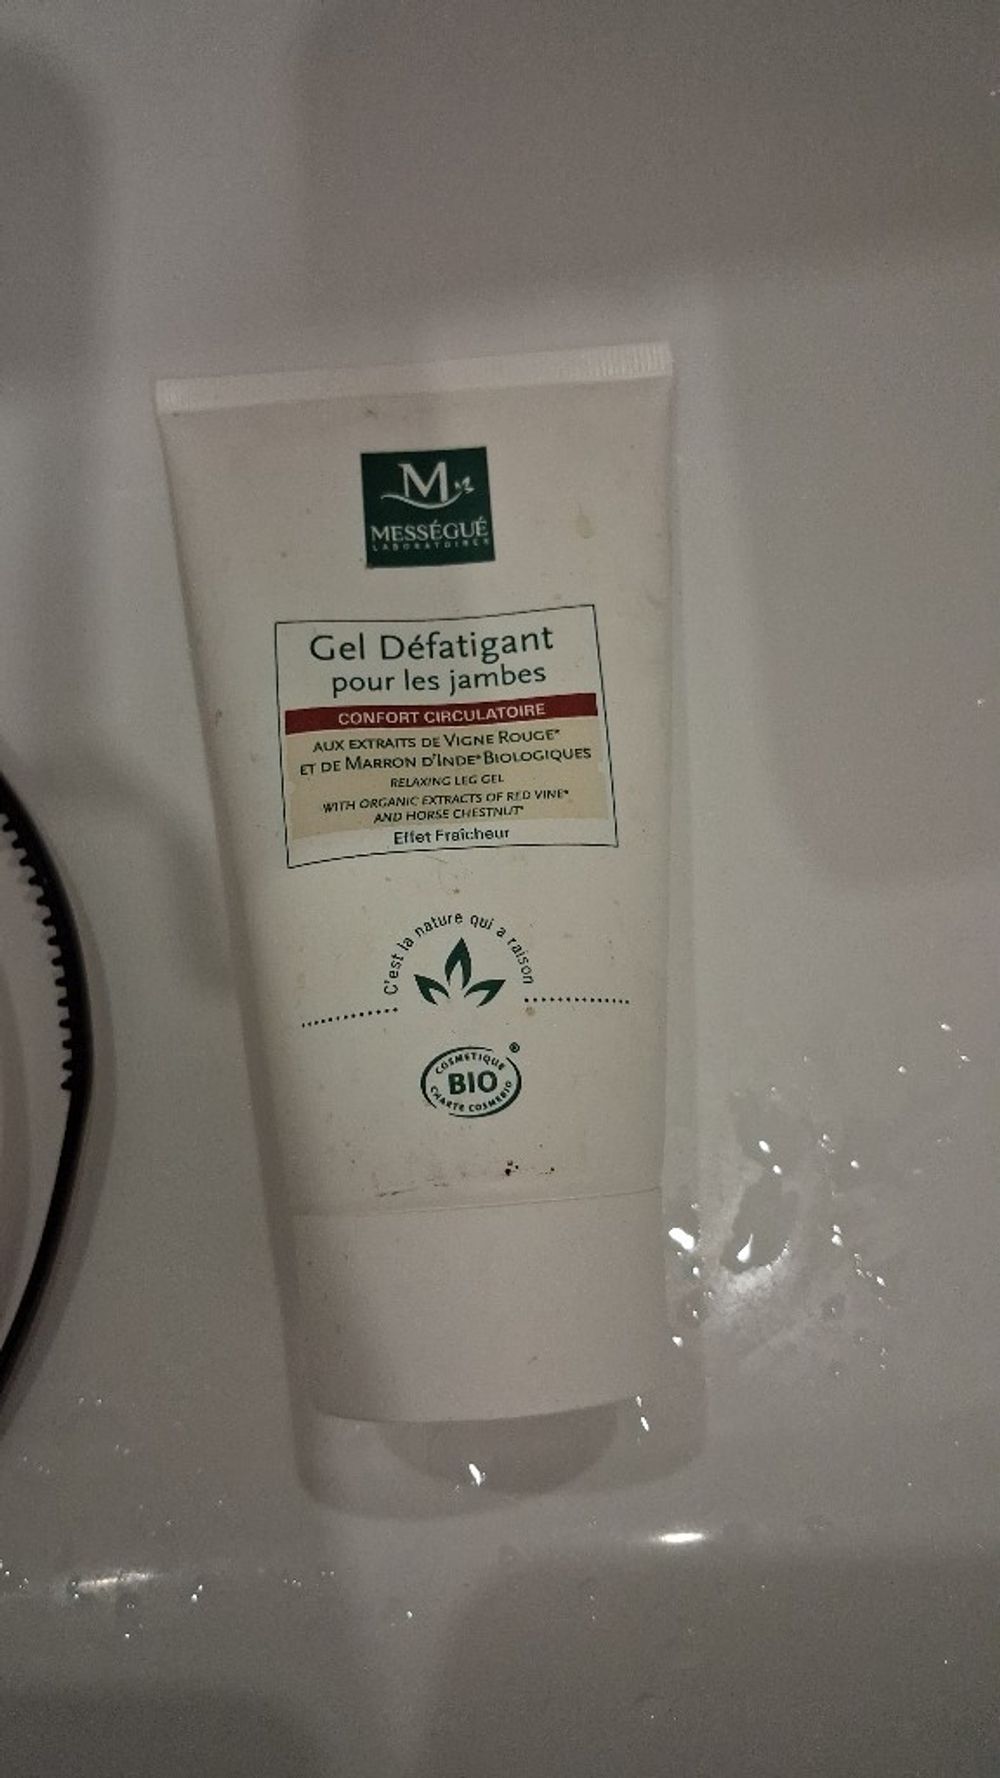 M
MESSÉGUÉ
LABORATOIRES
Gel Défatigant
pour les jambes
CONFORT CIRCULATOIRE
AUX EXTRAITS DE VIGNE ROUGE*
ET DE MARRON D'INDE* BIOLOGIQUES
RELAXING LEG GEL
WITH ORGANIC EXTRACTS OF RED VINE*
AND HORSE CHESTNUT*
Effet Fraîcheur
C'est la nature qui a raison
COSMETIQUE ®
BIO
CHARTE COSMEBIO